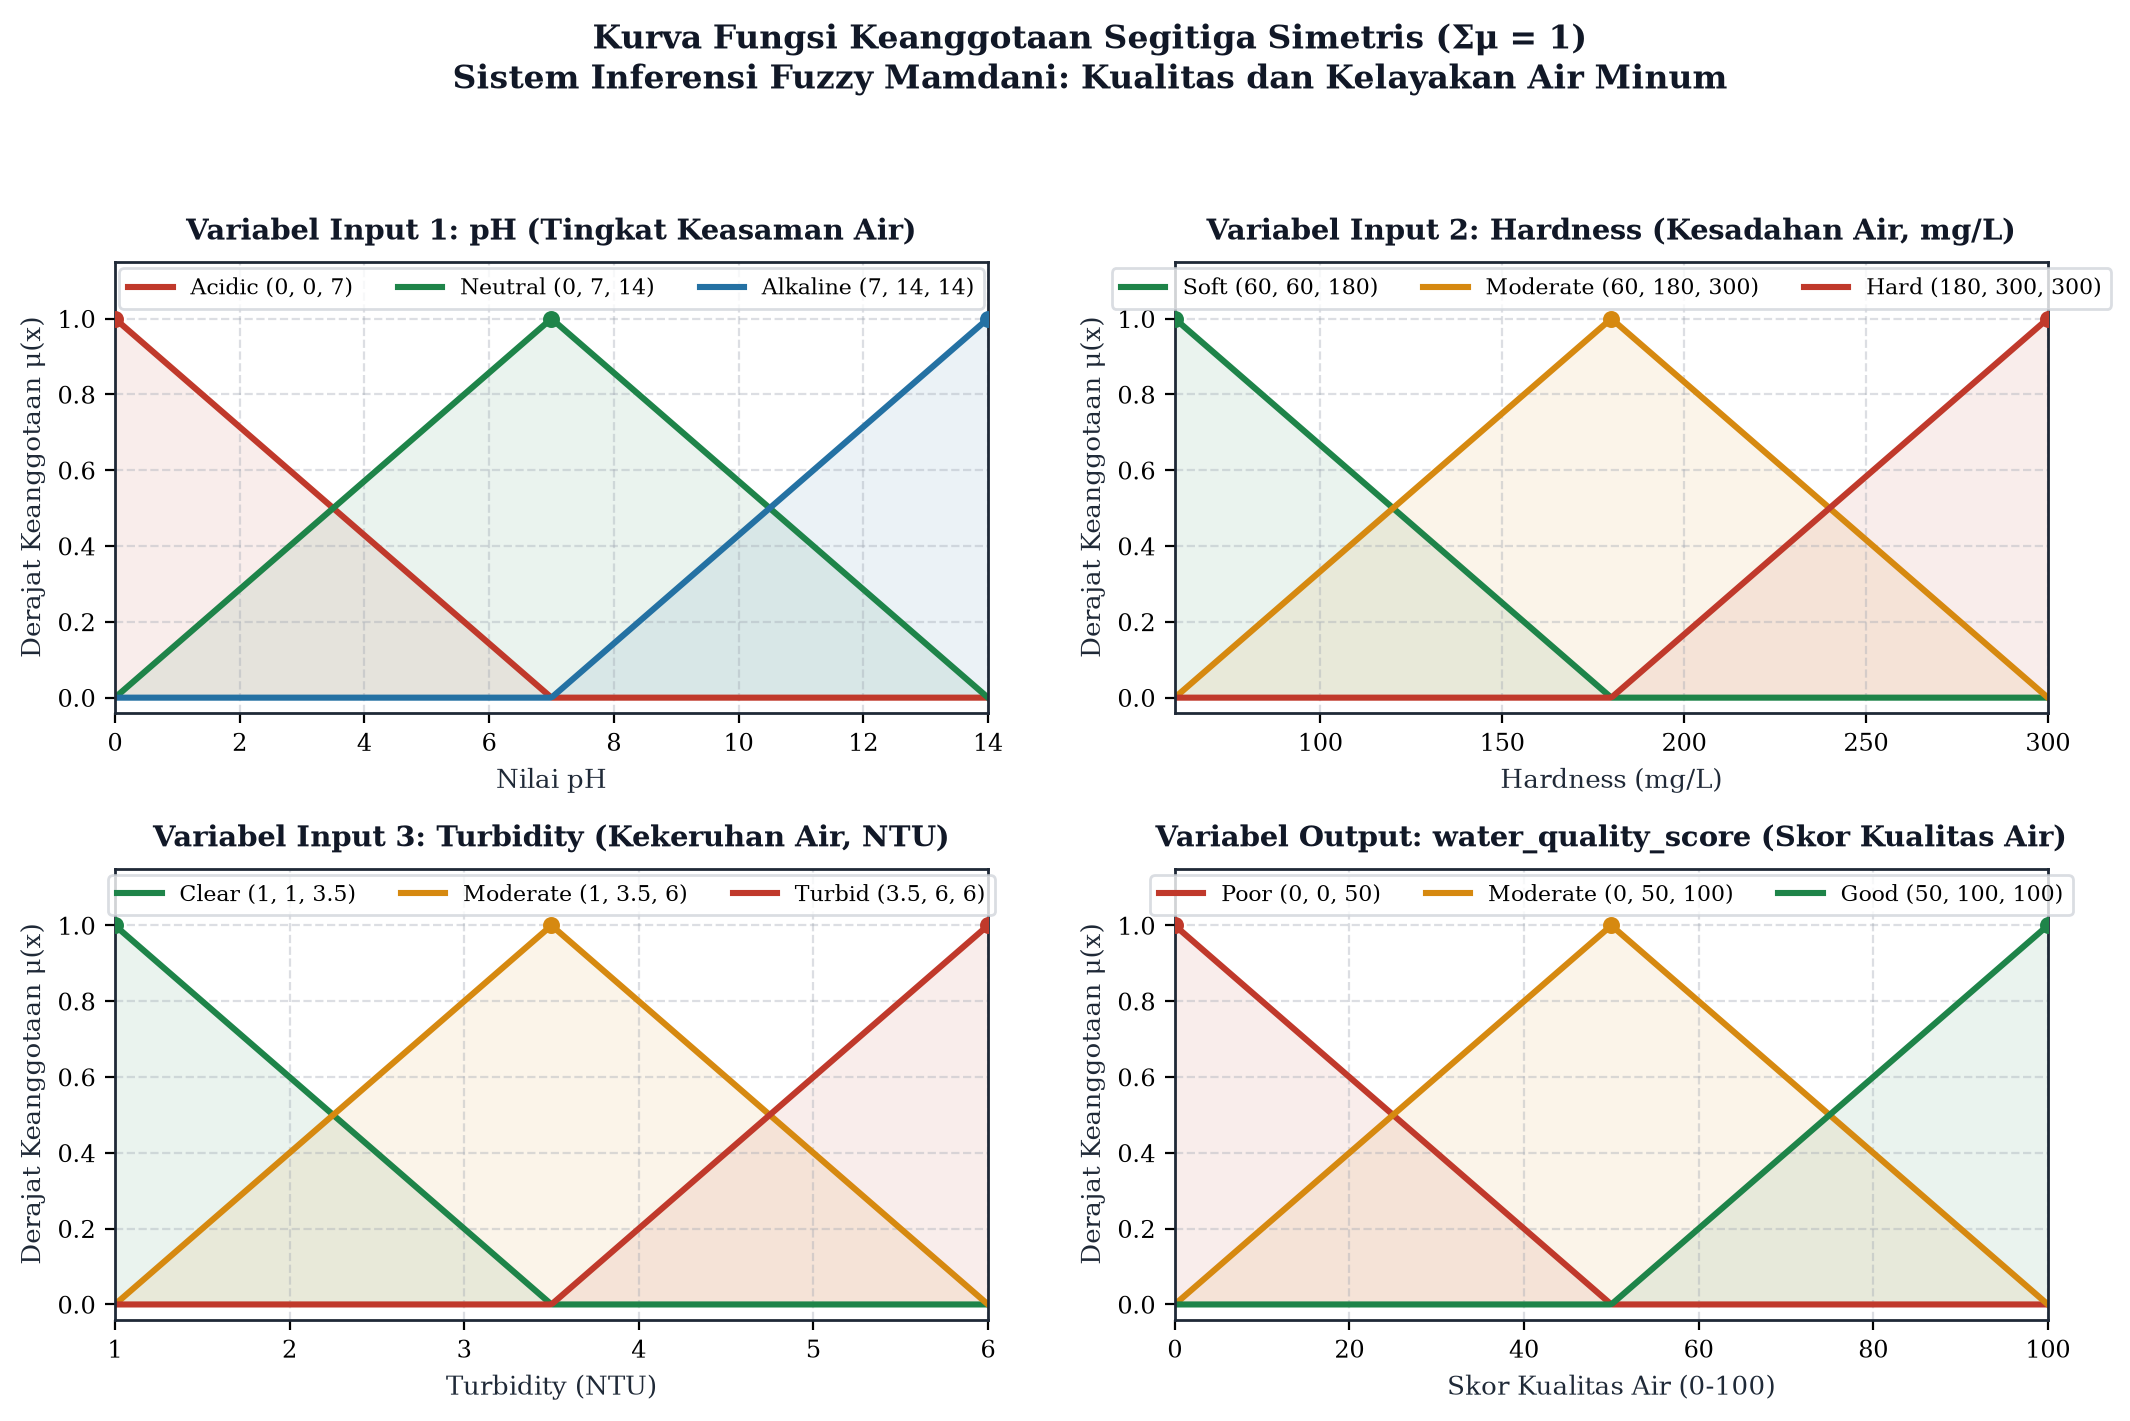 Kurva Fungsi Keanggotaan Segitiga Simetris (Σμ = 1)
Sistem Inferensi Fuzzy Mamdani: Kualitas dan Kelayakan Air Minum
Variabel Input 1: pH (Tingkat Keasaman Air)
Acidic (0, 0, 7) Neutral (0, 7, 14) Alkaline (7, 14, 14)
Derajat Keanggotaan μ(x)
1.0
0.8
0.6
0.4
0.2
0.0
0 2 4 6 8 10 12 14
Nilai pH
Variabel Input 2: Hardness (Kesadahan Air, mg/L)
Soft (60, 60, 180) Moderate (60, 180, 300) Hard (180, 300, 300)
Derajat Keanggotaan μ(x)
1.0
0.8
0.6
0.4
0.2
0.0
100 150 200 250 300
Hardness (mg/L)
Variabel Input 3: Turbidity (Kekeruhan Air, NTU)
Clear (1, 1, 3.5) Moderate (1, 3.5, 6) Turbid (3.5, 6, 6)
Derajat Keanggotaan μ(x)
1.0
0.8
0.6
0.4
0.2
0.0
1 2 3 4 5 6
Turbidity (NTU)
Variabel Output: water_quality_score (Skor Kualitas Air)
Poor (0, 0, 50) Moderate (0, 50, 100) Good (50, 100, 100)
Derajat Keanggotaan μ(x)
1.0
0.8
0.6
0.4
0.2
0.0
0 20 40 60 80 100
Skor Kualitas Air (0-100)